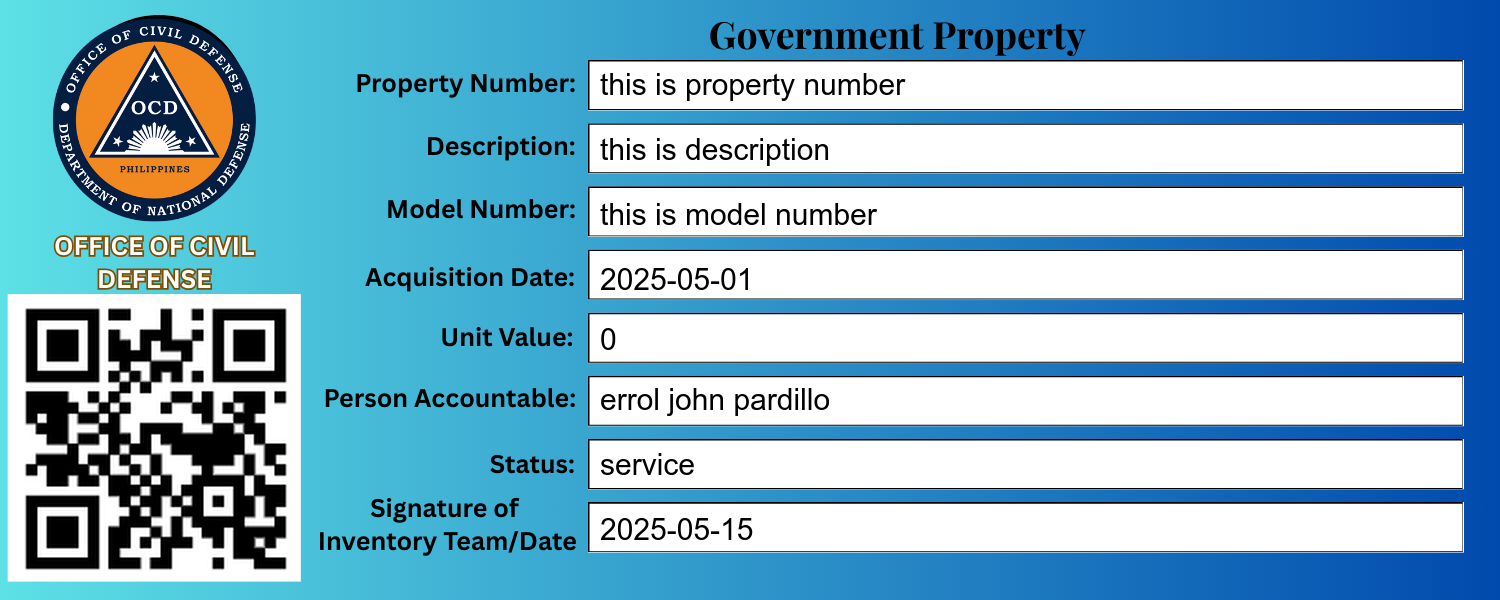 OFFICE OF CIVIL DEFENSE
OCD
PHILIPPINES
DEPARTMENT OF NATIONAL DEFENSE
OFFICE OF CIVIL
DEFENSE
Government Property
Property Number: this is property number
Description: this is description
Model Number: this is model number
Acquisition Date: 2025-05-01
Unit Value: 0
Person Accountable: errol john pardillo
Status: service
Signature of
Inventory Team/Date 2025-05-15